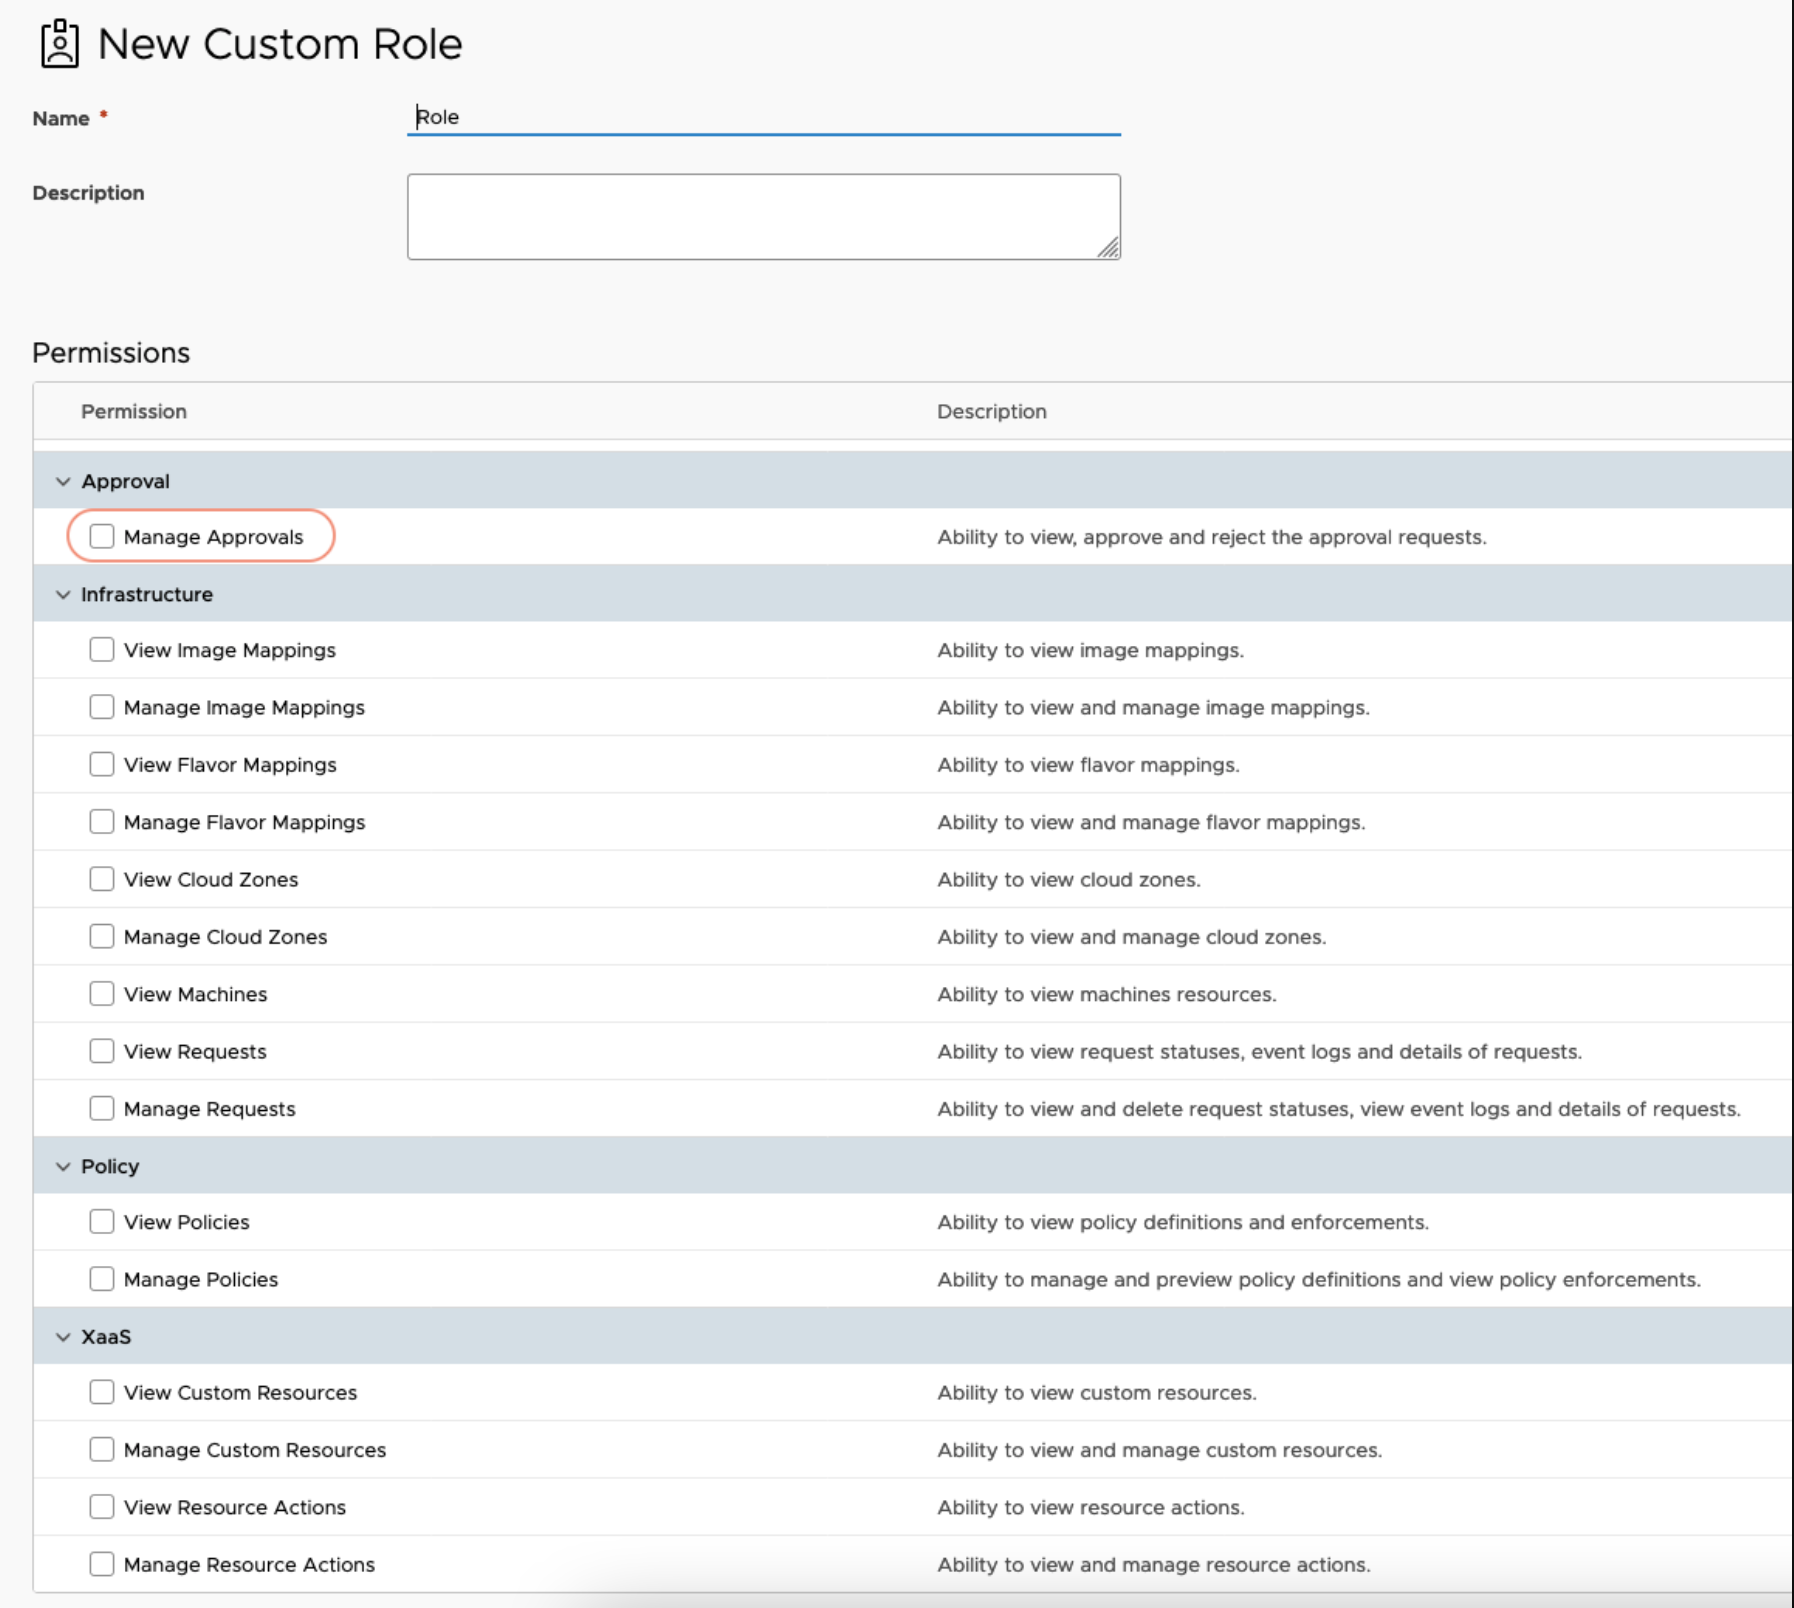 New Custom Role
Name * Role
Description
Permissions
Permission Description
Approval
Manage Approvals Ability to view, approve and reject the approval requests.
Infrastructure
View Image Mappings Ability to view image mappings.
Manage Image Mappings Ability to view and manage image mappings.
View Flavor Mappings Ability to view flavor mappings.
Manage Flavor Mappings Ability to view and manage flavor mappings.
View Cloud Zones Ability to view cloud zones.
Manage Cloud Zones Ability to view and manage cloud zones.
View Machines Ability to view machines resources.
View Requests Ability to view request statuses, event logs and details of requests.
Manage Requests Ability to view and delete request statuses, view event logs and details of requests.
Policy
View Policies Ability to view policy definitions and enforcements.
Manage Policies Ability to manage and preview policy definitions and view policy enforcements.
XaaS
View Custom Resources Ability to view custom resources.
Manage Custom Resources Ability to view and manage custom resources.
View Resource Actions Ability to view resource actions.
Manage Resource Actions Ability to view and manage resource actions.